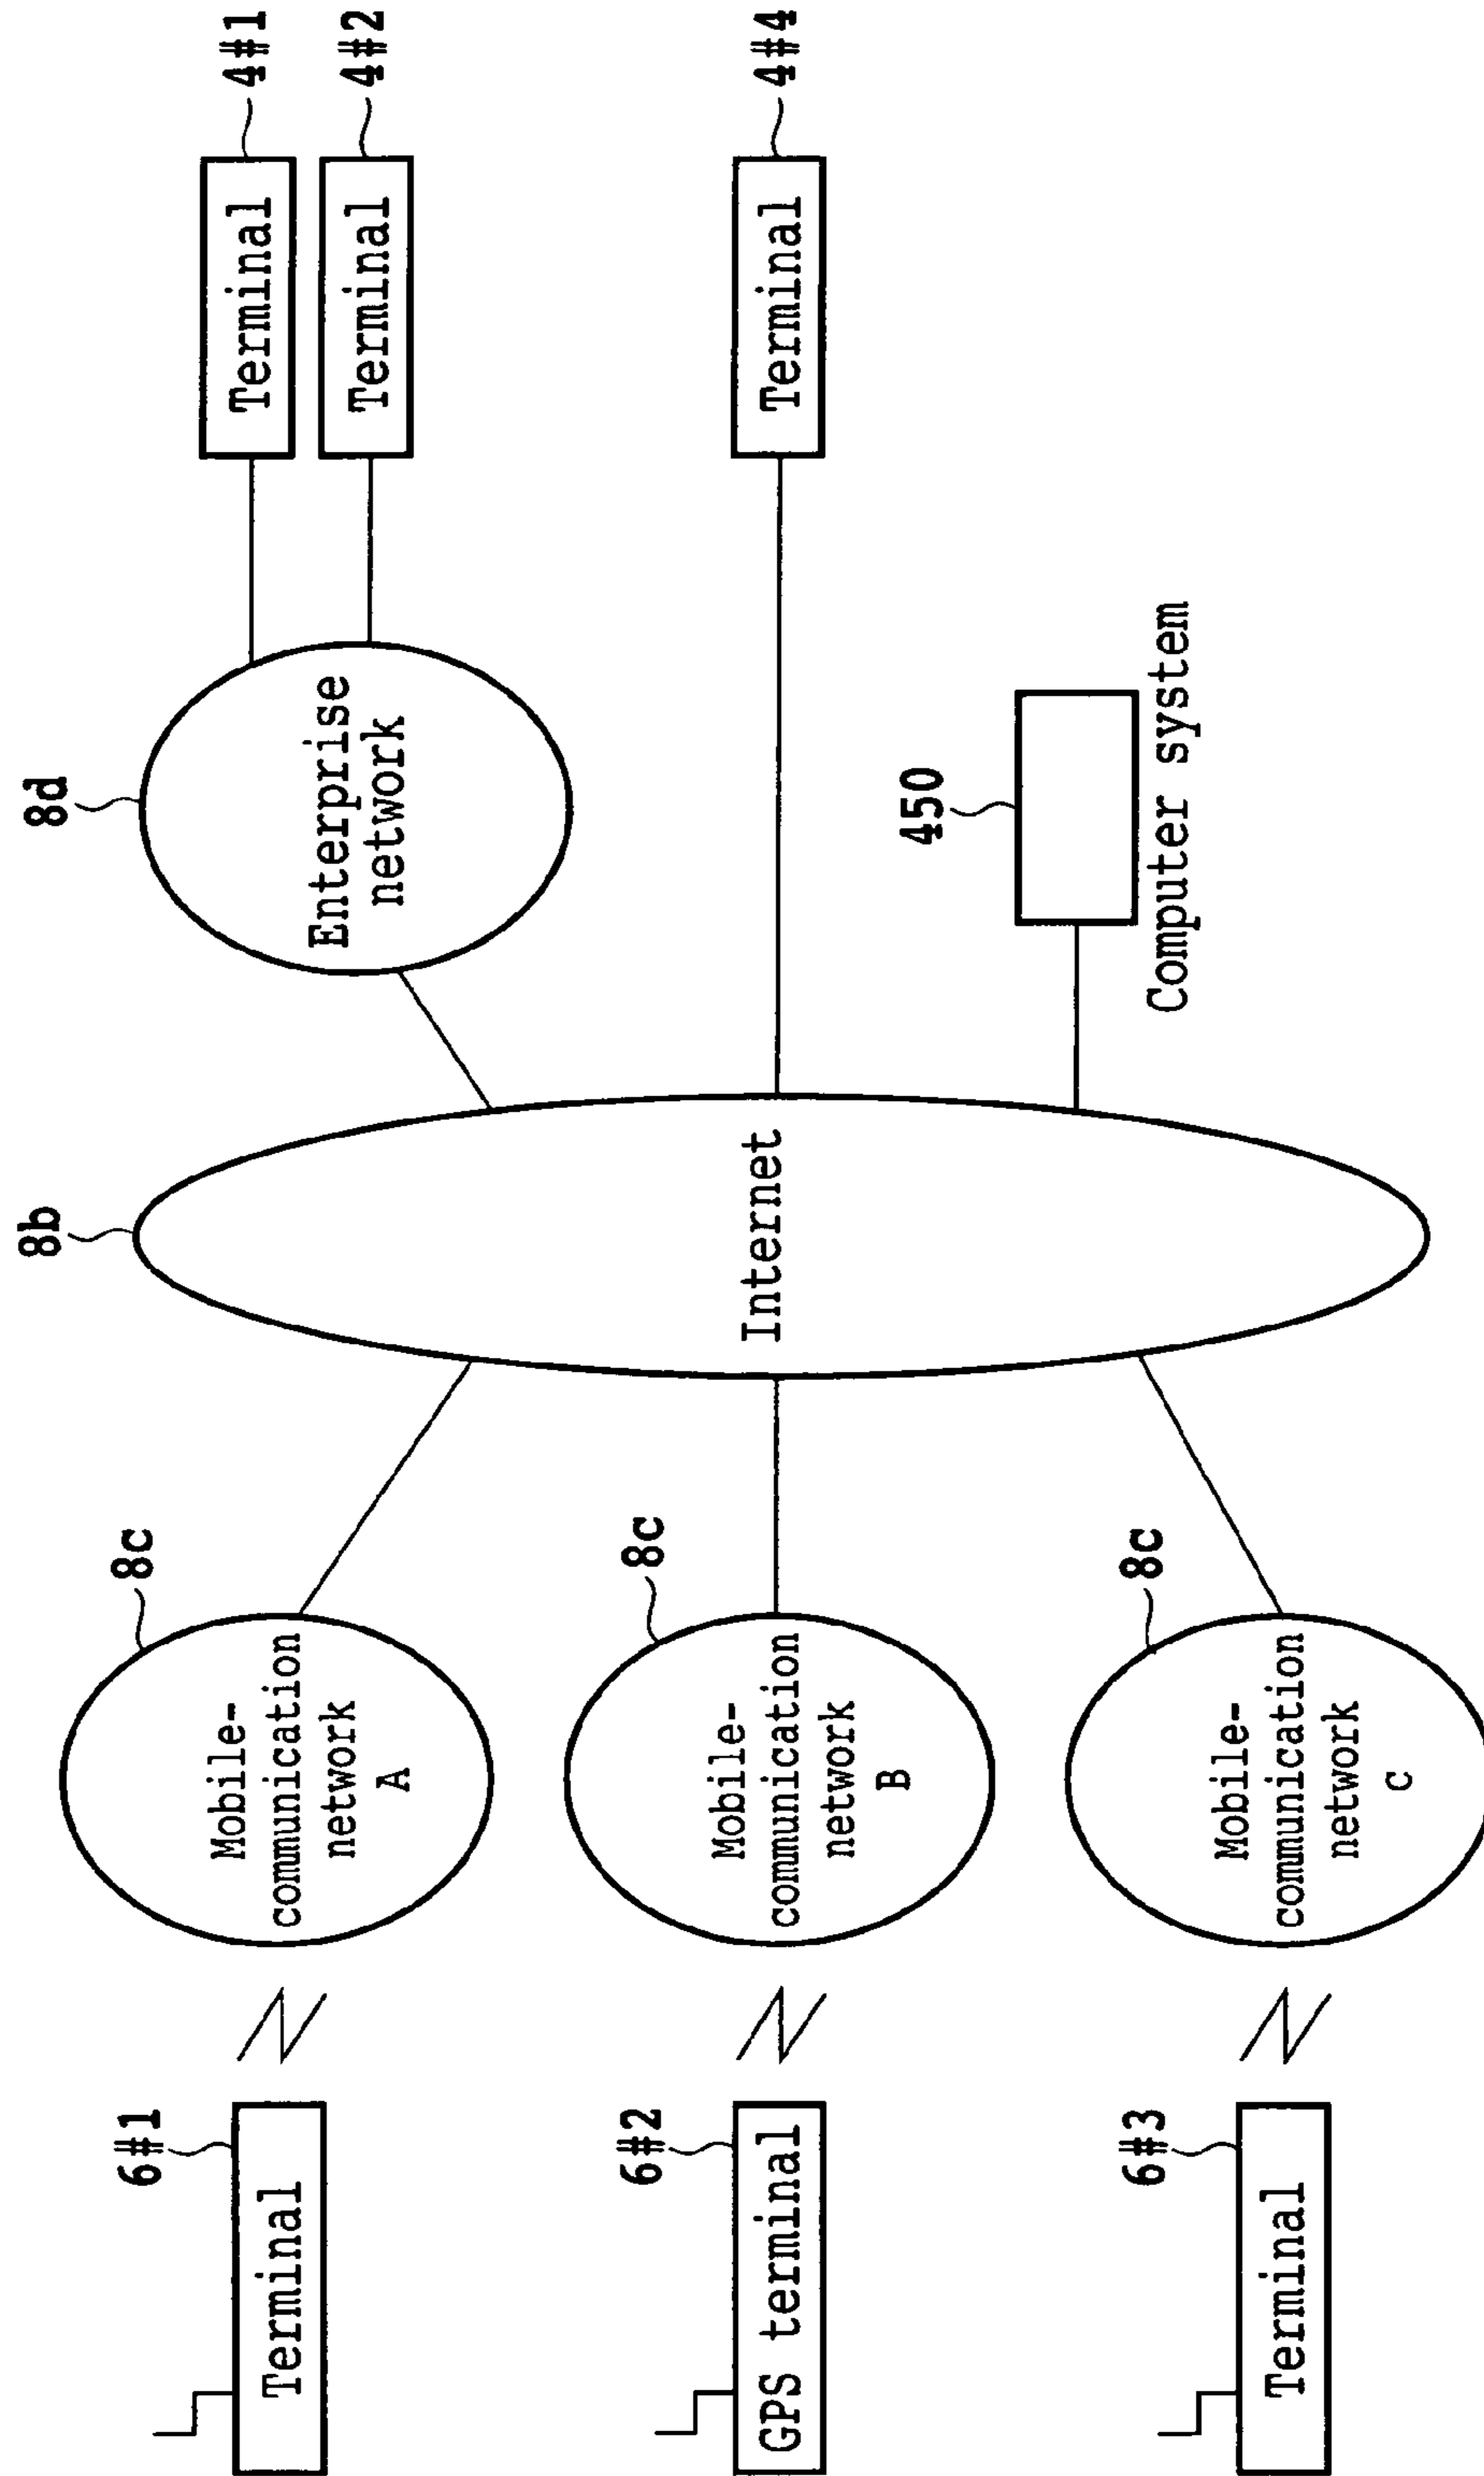 8d
4#1
Terminal
4#2
Terminal
Enterprise
network
8b
Internet
4#4
Terminal
450
Computer system
8c
Mobile-
communication
network
A
8c
Mobile-
communication
network
B
8c
Mobile-
communication
network
C
6#1
Terminal
6#2
GPS terminal
6#3
Terminal